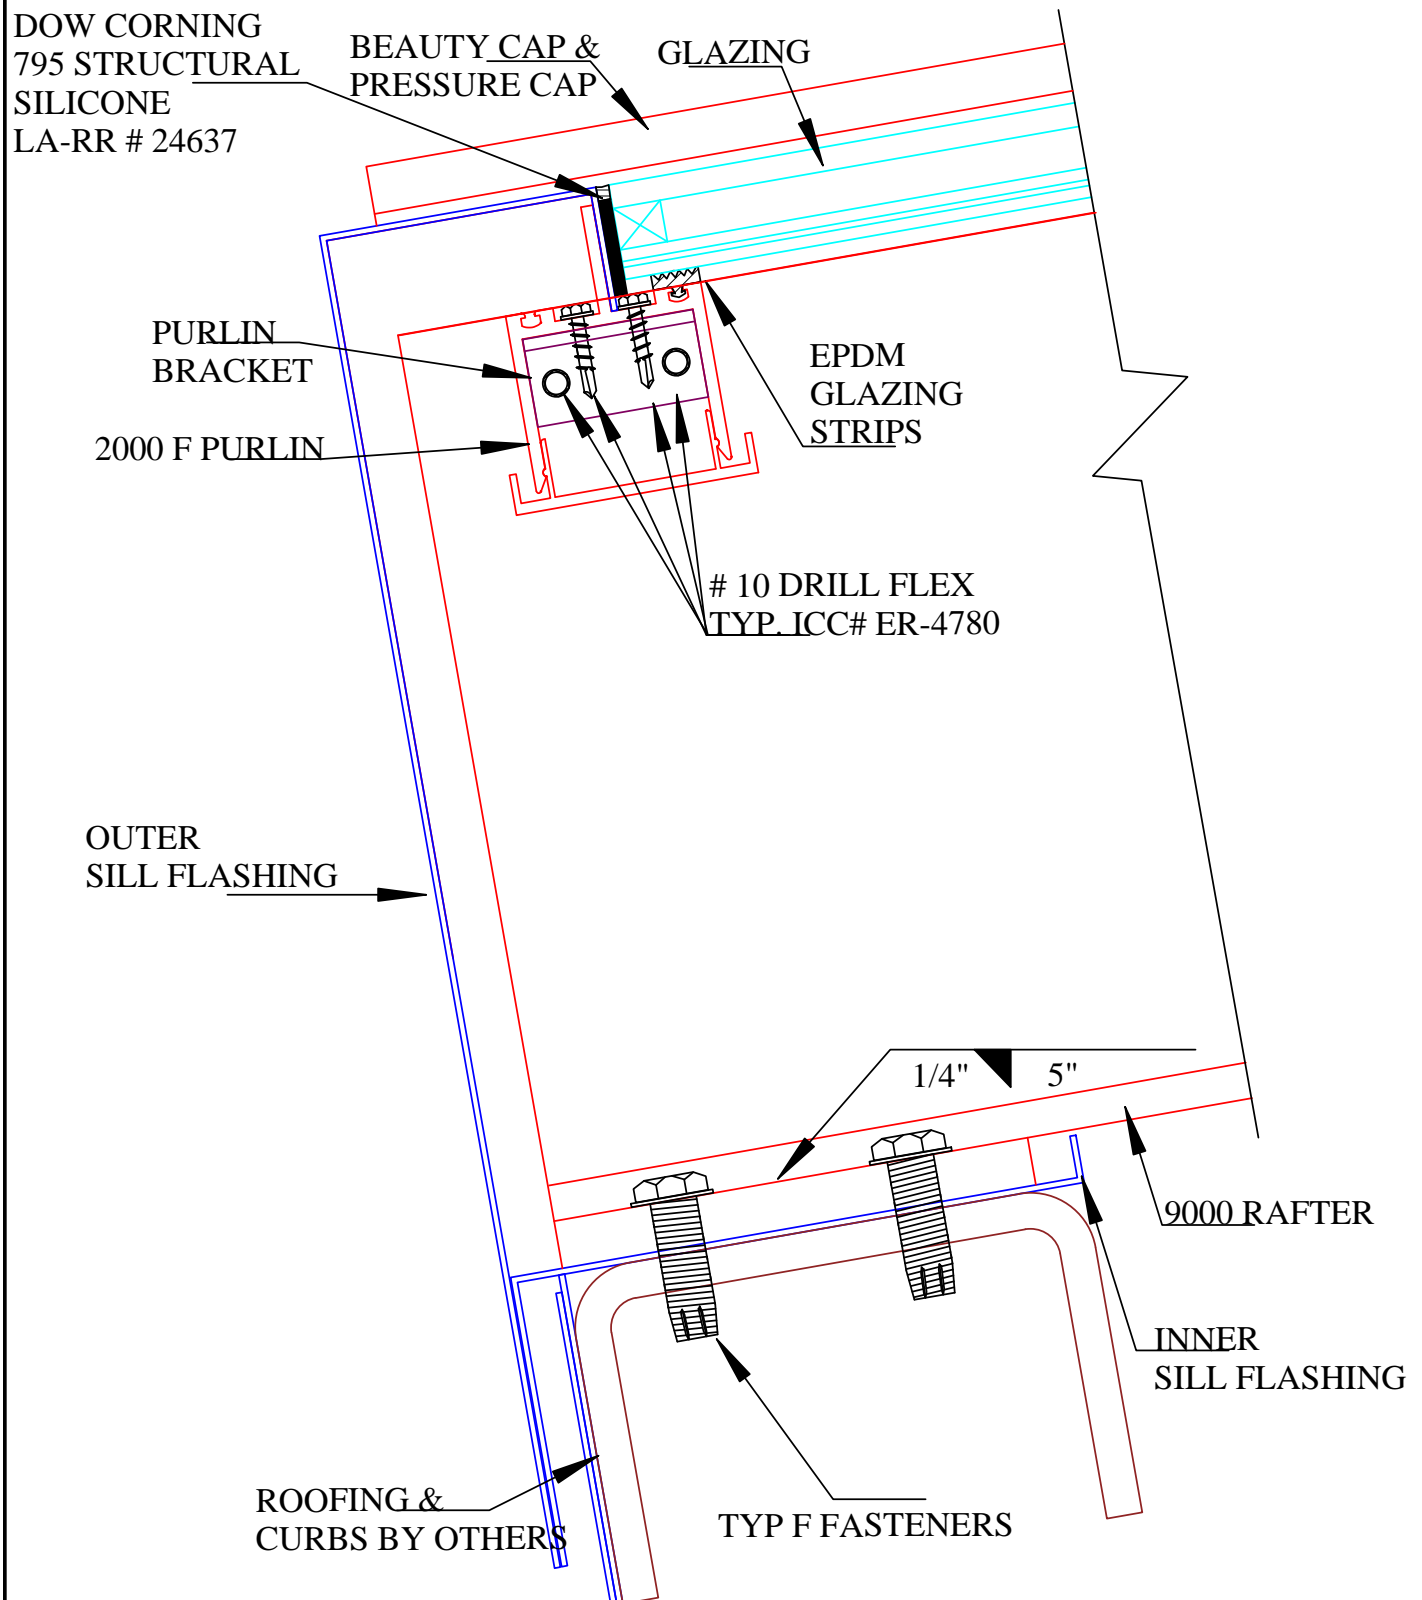 DOW CORNING
795 STRUCTURAL
SILICONE
LA-RR # 24637
BEAUTY CAP &
PRESSURE CAP
GLAZING
PURLIN
BRACKET
EPDM
GLAZING
STRIPS
2000 F PURLIN
# 10 DRILL FLEX
TYP. ICC# ER-4780
OUTER
SILL FLASHING
1/4" 5"
9000 RAFTER
INNER
SILL FLASHING
ROOFING &
CURBS BY OTHERS
TYP F FASTENERS